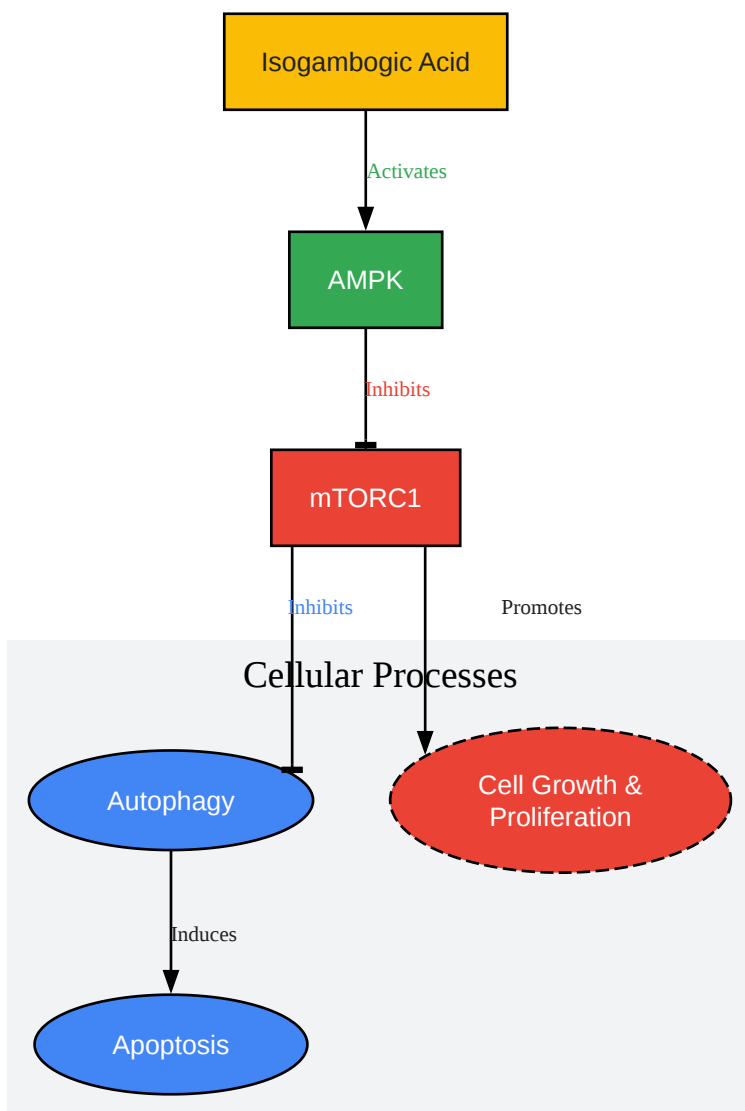 Isogambogic Acid
Activates
AMPK
Inhibits
mTORC1
Inhibits
Promotes
Cellular Processes
Autophagy
Cell Growth &
Proliferation
Induces
Apoptosis